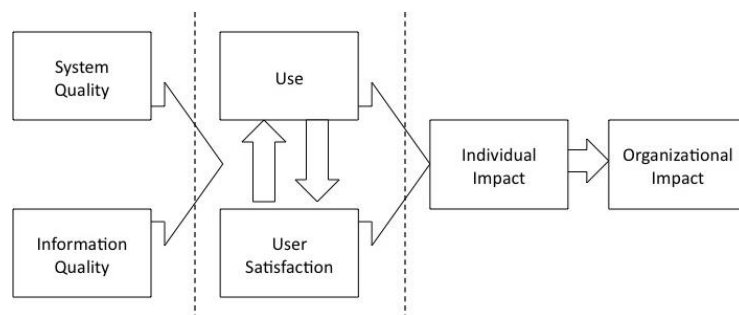 System
Quality
Use
Individual
Impact
Organizational
Impact
Information
Quality
User
Satisfaction